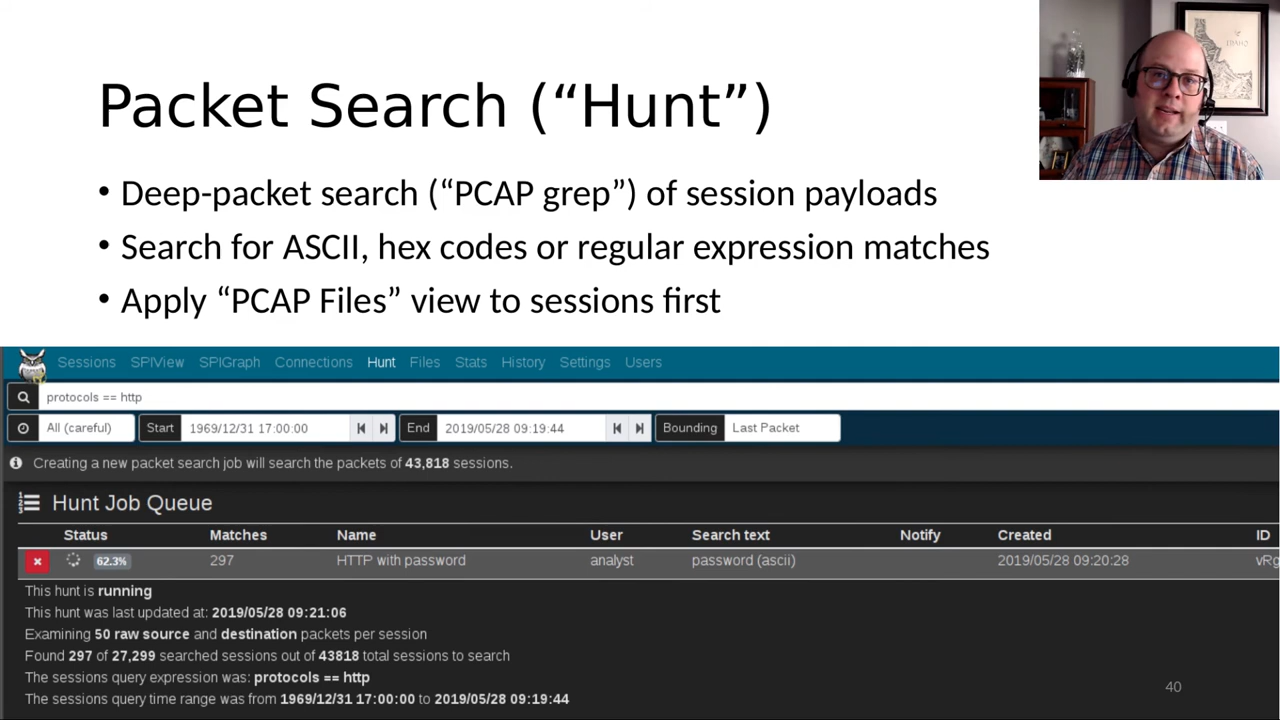 Packet Search (“Hunt”)
IDAHO
• Deep-packet search (“PCAP grep”) of session payloads
• Search for ASCII, hex codes or regular expression matches
• Apply “PCAP Files” view to sessions first
Sessions SPIView SPIGraph Connections Hunt Files Stats History Settings Users
protocols == http
All (careful) Start 1969/12/31 17:00:00 End 2019/05/28 09:19:44 Bounding Last Packet
Creating a new packet search job will search the packets of 43,818 sessions.
Hunt Job Queue
Status Matches Name User Search text Notify Created ID
62.3% 297 HTTP with password analyst password (ascii) 2019/05/28 09:20:28 vRg
This hunt is running
This hunt was last updated at: 2019/05/28 09:21:06
Examining 50 raw source and destination packets per session
Found 297 of 27,299 searched sessions out of 43818 total sessions to search
The sessions query expression was: protocols == http
The sessions query time range was from 1969/12/31 17:00:00 to 2019/05/28 09:19:44
40